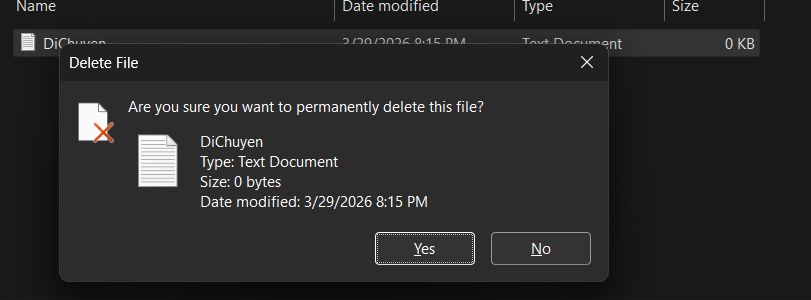 Name Date modified Type Size
DiChuyen 3/29/2026 8:15 PM Text Document 0 KB
Delete File
Are you sure you want to permanently delete this file?
DiChuyen
Type: Text Document
Size: 0 bytes
Date modified: 3/29/2026 8:15 PM
Yes No